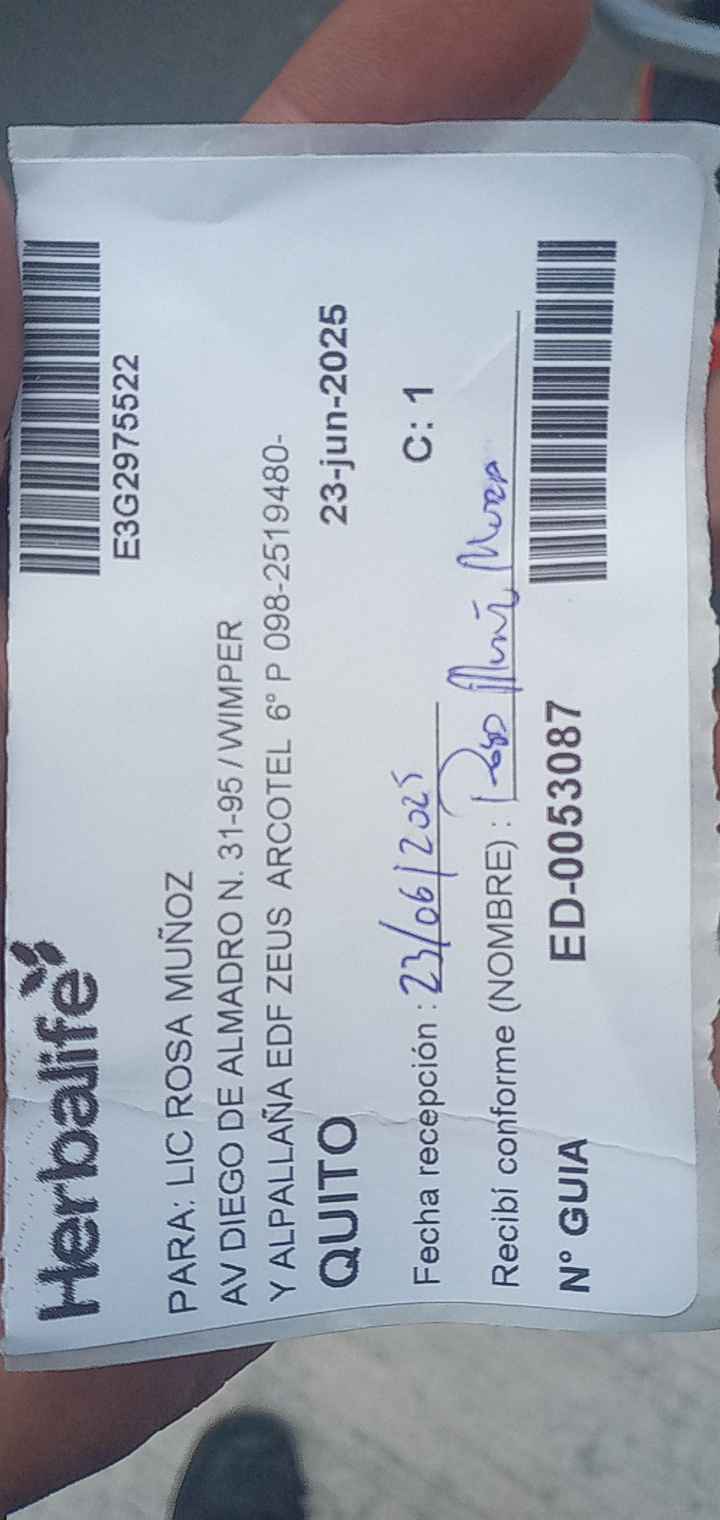 Herbalife
E3G2975522
PARA: LIC ROSA MUÑOZ
AV DIEGO DE ALMADRO N. 31-95 / WIMPER
Y ALPALLAÑA EDF ZEUS ARCOTEL 6° P 098-2519480-
QUITO 23-jun-2025
Fecha recepción : 23/06/2025 C: 1
Recibí conforme (NOMBRE) : Rosa
N° GUIA ED-0053087